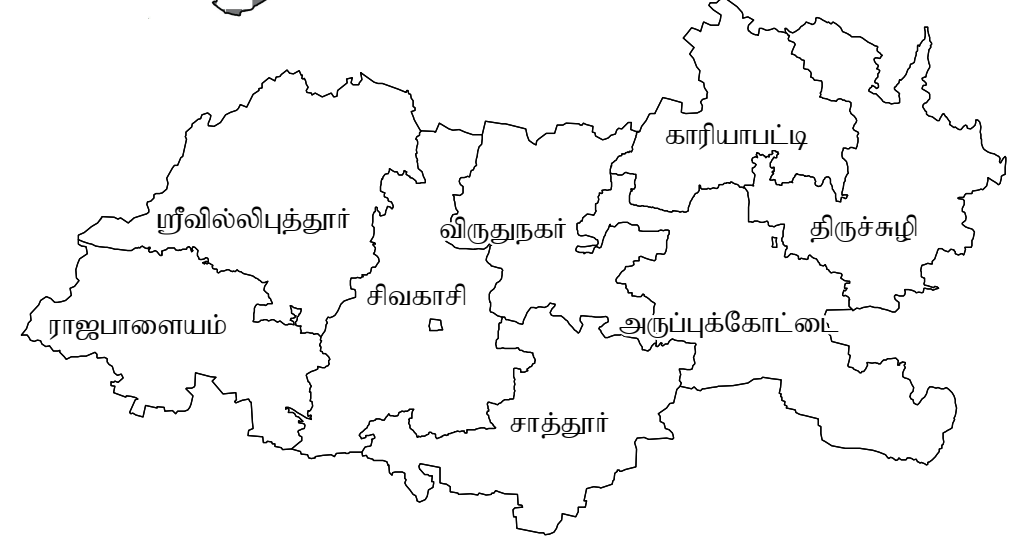 காரியாபட்டி
ஸ்ரீவில்லிபுத்தூர்
விருதுநகர்
திருச்சுழி
சிவகாசி
ராஜபாளையம்
அருப்புக்கோட்டை
சாத்தூர்